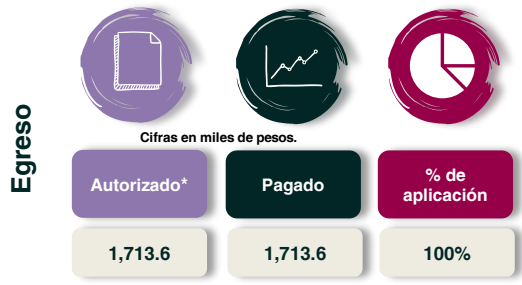 Egreso
Cifras en miles de pesos.
Autorizado*
Pagado
% de
aplicación
1,713.6
1,713.6
100%